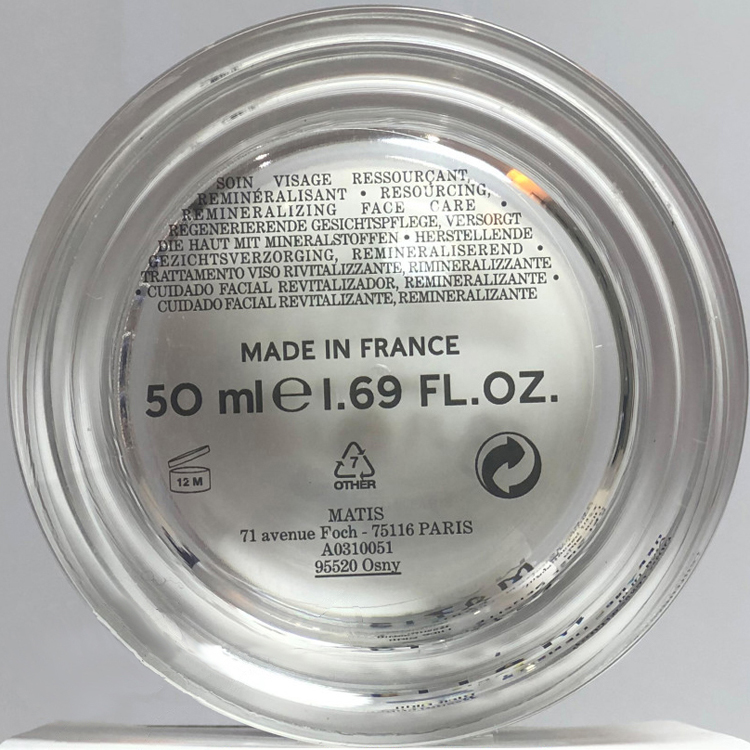 SOIN VISAGE RESSOURÇANT,
REMINÉRALISANT • RESOURCING,
REMINERALIZING FACE CARE •
REGENERIERENDE GESICHTSPFLEGE, VERSORGT
DIE HAUT MIT MINERALSTOFFEN • HERSTELLENDE
GEZICHTSVERZORGING, REMINERALISEREND •
TRATTAMENTO VISO RIVITALIZZANTE, RIMINERALIZZANTE
• CUIDADO FACIAL REVITALIZADOR, REMINERALIZANTE •
CUIDADO FACIAL REVITALIZANTE, REMINERALIZANTE
MADE IN FRANCE
50 ml e 1.69 FL.OZ.
12 M
7
OTHER
MATIS
71 avenue Foch - 75116 PARIS
A0310051
95520 Osny